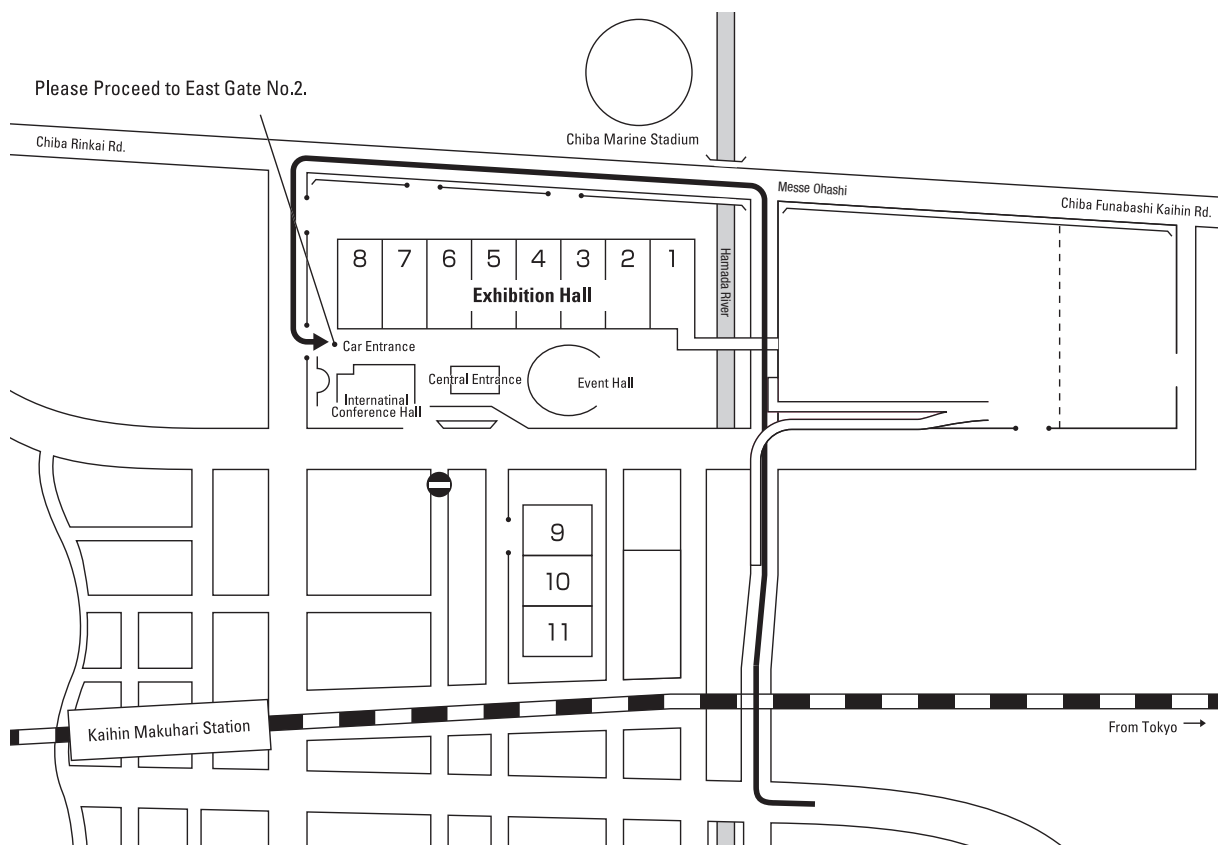 Please Proceed to East Gate No.2.
Chiba Marine Stadium
Chiba Rinkai Rd.
Messe Ohashi
Chiba Funabashi Kaihin Rd.
8 7 6 5 4 3 2 1
Exhibition Hall
Hamada River
Car Entrance
Central Entrance
Event Hall
Internatinal
Conference Hall
9
10
11
Kaihin Makuhari Station
From Tokyo →